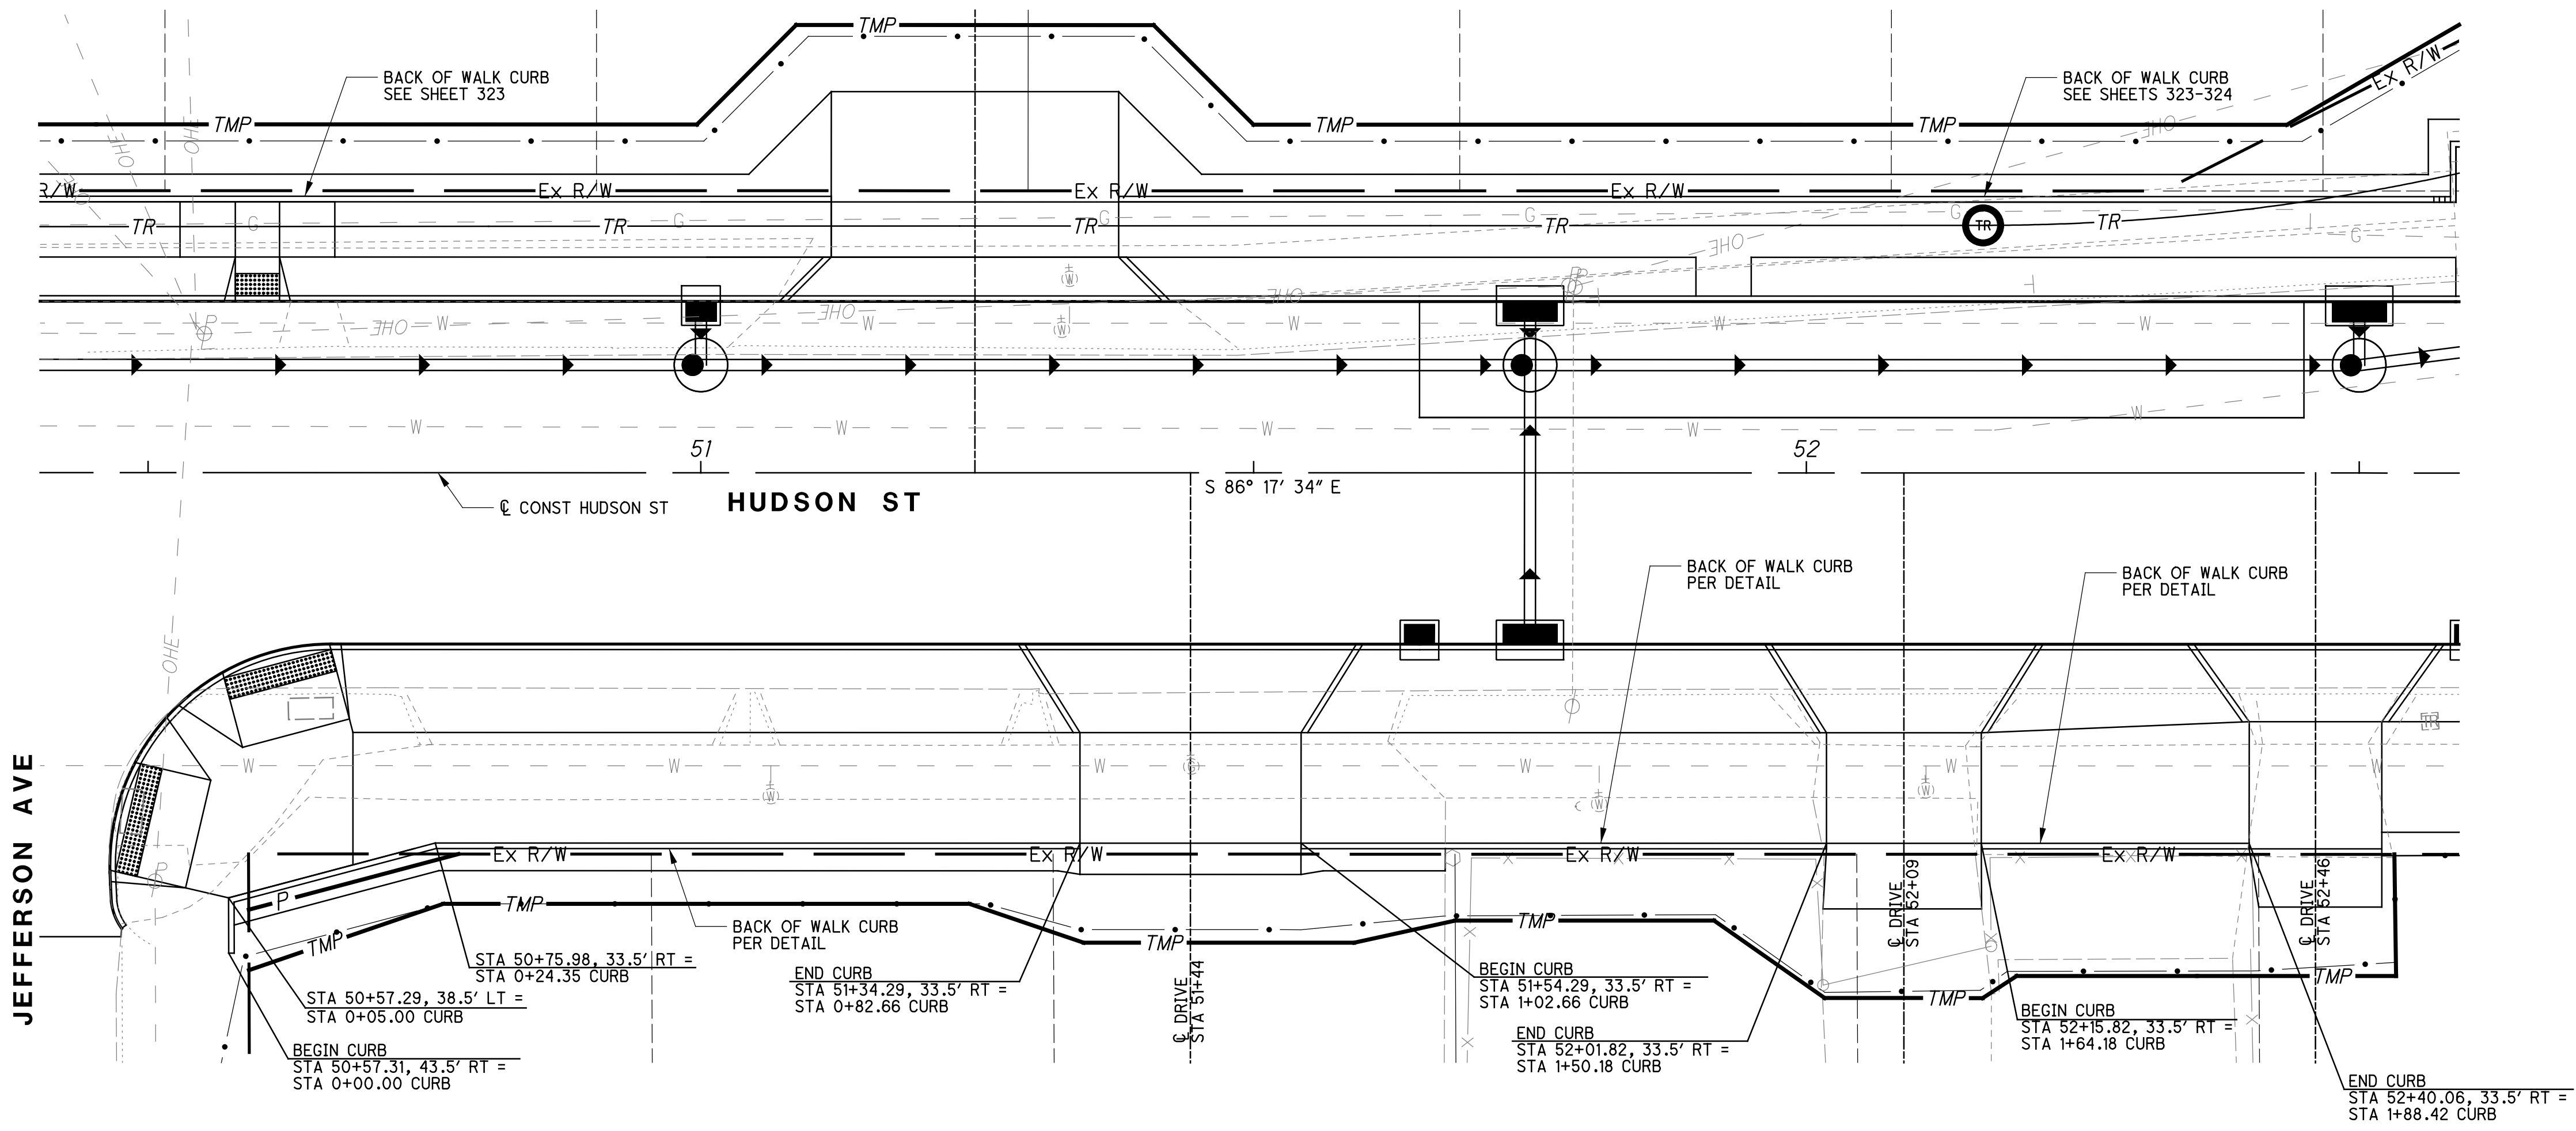 TMP
BACK OF WALK CURB
SEE SHEET 323
BACK OF WALK CURB
SEE SHEETS 323-324
Ex R/W
TMP
TMP
TMP
OHE
OHE
OHE
R/W
Ex R/W
Ex R/W
Ex R/W
TR
G
TR
G
TR
G
TR
G
TR
TR
G
OHE
(W)
P
OHE
P
OHE
W
OHE
W
(W)
W
W
W
W
W
W
W
W
51
52
S 86° 17' 34" E
℄ CONST HUDSON ST
HUDSON ST
BACK OF WALK CURB
PER DETAIL
BACK OF WALK CURB
PER DETAIL
OHE
TR
JEFFERSON AVE
W
W
W
(G)
W
W
W
(W)
(W)
(W)
P
Ex R/W
Ex R/W
Ex R/W
Ex R/W
P
TMP
TMP
TMP
TMP
TMP
TMP
BACK OF WALK CURB
PER DETAIL
STA 50+75.98, 33.5' RT =
STA 0+24.35 CURB
STA 50+57.29, 38.5' LT =
STA 0+05.00 CURB
BEGIN CURB
STA 50+57.31, 43.5' RT =
STA 0+00.00 CURB
END CURB
STA 51+34.29, 33.5' RT =
STA 0+82.66 CURB
℄ DRIVE
STA 51+44
BEGIN CURB
STA 51+54.29, 33.5' RT =
STA 1+02.66 CURB
END CURB
STA 52+01.82, 33.5' RT =
STA 1+50.18 CURB
℄ DRIVE
STA 52+09
BEGIN CURB
STA 52+15.82, 33.5' RT =
STA 1+64.18 CURB
℄ DRIVE
STA 52+46
END CURB
STA 52+40.06, 33.5' RT =
STA 1+88.42 CURB